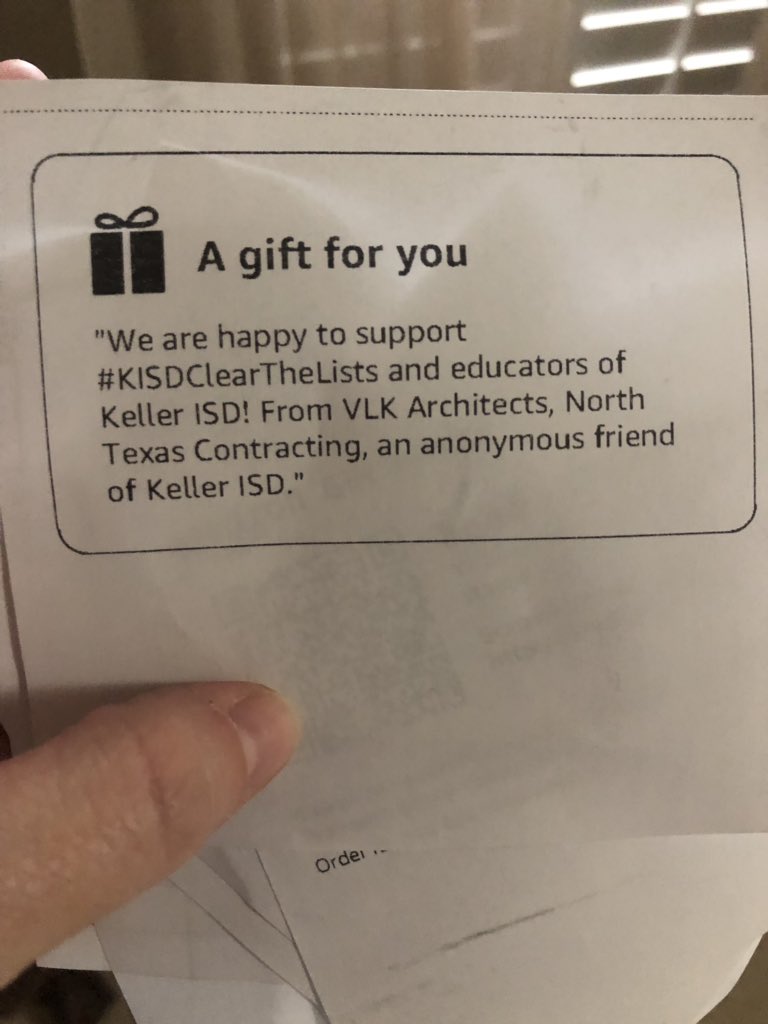 A gift for you
"We are happy to support
#KISDClearTheLists and educators of
Keller ISD! From VLK Architects, North
Texas Contracting, an anonymous friend
of Keller ISD."
Order